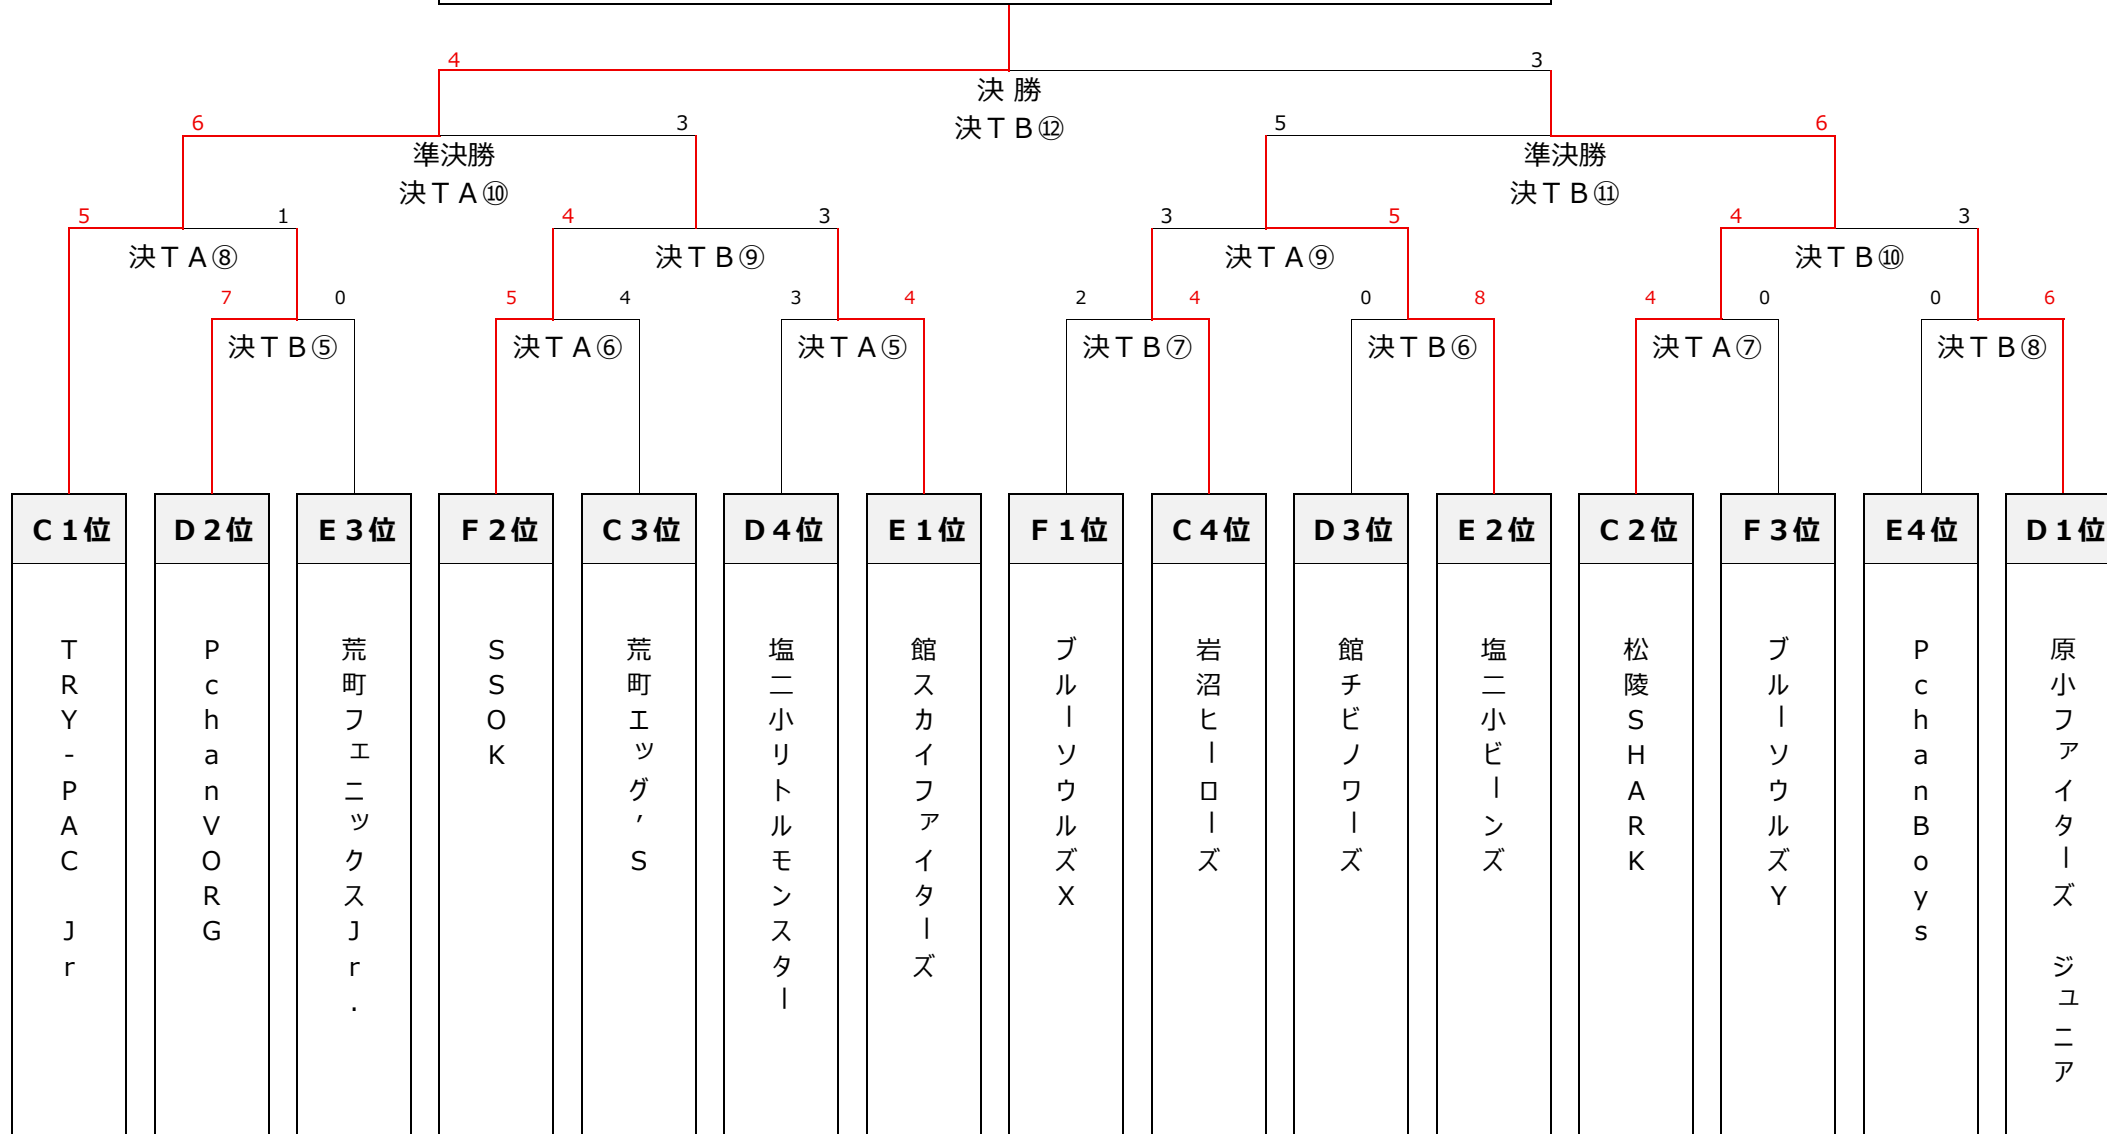 4 3
決 勝
決ＴＢ⑫
6 3 5 6
準決勝 準決勝
決ＴＡ⑩ 決ＴＢ⑪
5 1 4 3 3 5 4 3
決ＴＡ⑧ 決ＴＢ⑨ 決ＴＡ⑨ 決ＴＢ⑩
7 0 5 4 3 4 2 4 0 8 4 0 0 6
決ＴＢ⑤ 決ＴＡ⑥ 決ＴＡ⑤ 決ＴＢ⑦ 決ＴＢ⑥ 決ＴＡ⑦ 決ＴＢ⑧
Ｃ1位 Ｄ2位 Ｅ3位 Ｆ2位 Ｃ3位 Ｄ4位 Ｅ1位 Ｆ1位 Ｃ4位 Ｄ3位 Ｅ2位 Ｃ2位 Ｆ3位 E4位 Ｄ1位
TRY-PAC Jr
PchanVORG
荒町フェニックスJr.
SSOK
荒町エッグ’S
塩二小リトルモンスター
館スカイファイターズ
ブルーソウルズX
岩沼ヒーローズ
館チビノワーズ
塩二小ビーンズ
松陵SHARK
ブルーソウルズY
PchanBoys
原小ファイターズ ジュニア